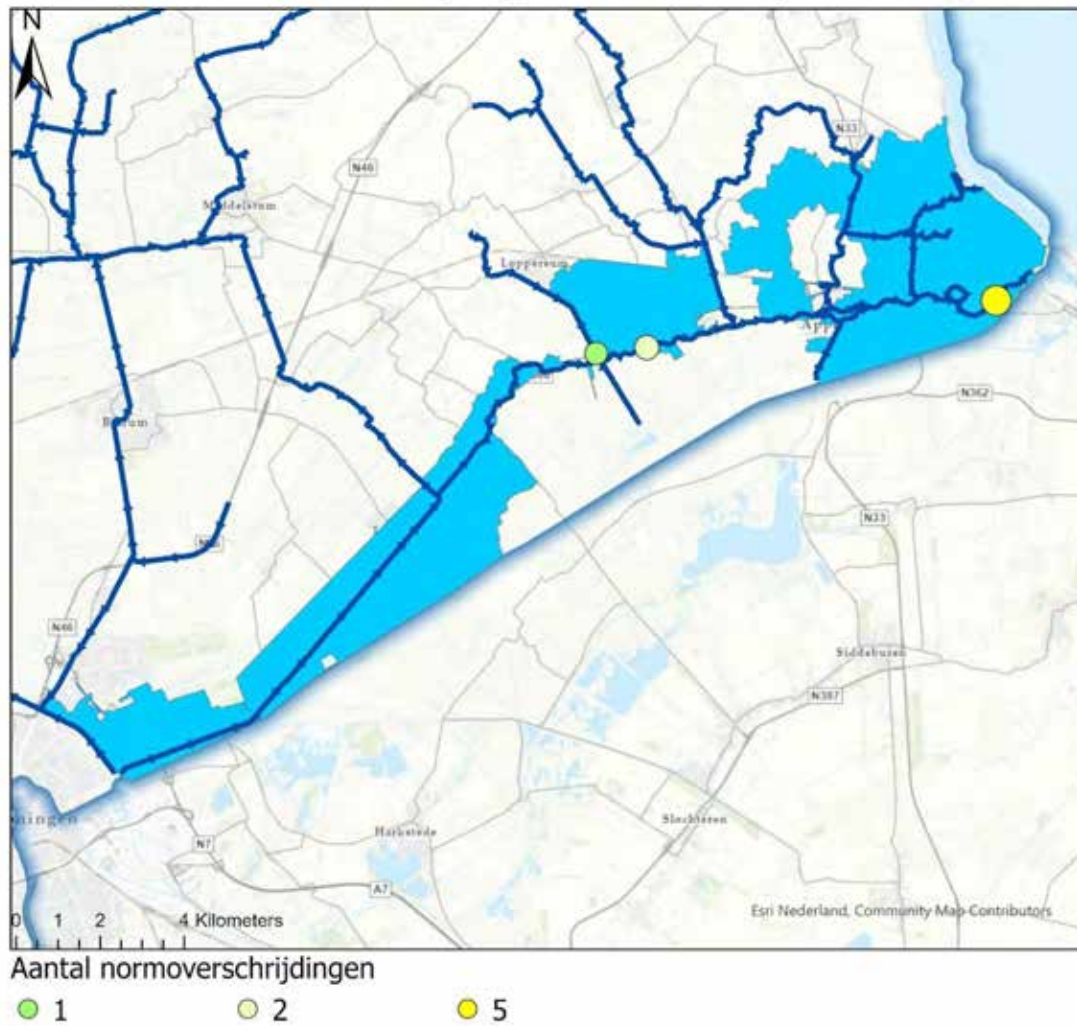 N
N33
N46
Middelstum
Loppersum
N362
N33
N46
Siddeburen
N387
Slochteren
Harkstede
N7
A7
0 1 2 4 Kilometers
Esri Nederland, Community Map Contributors
Aantal normoverschrijdingen
1 2 5